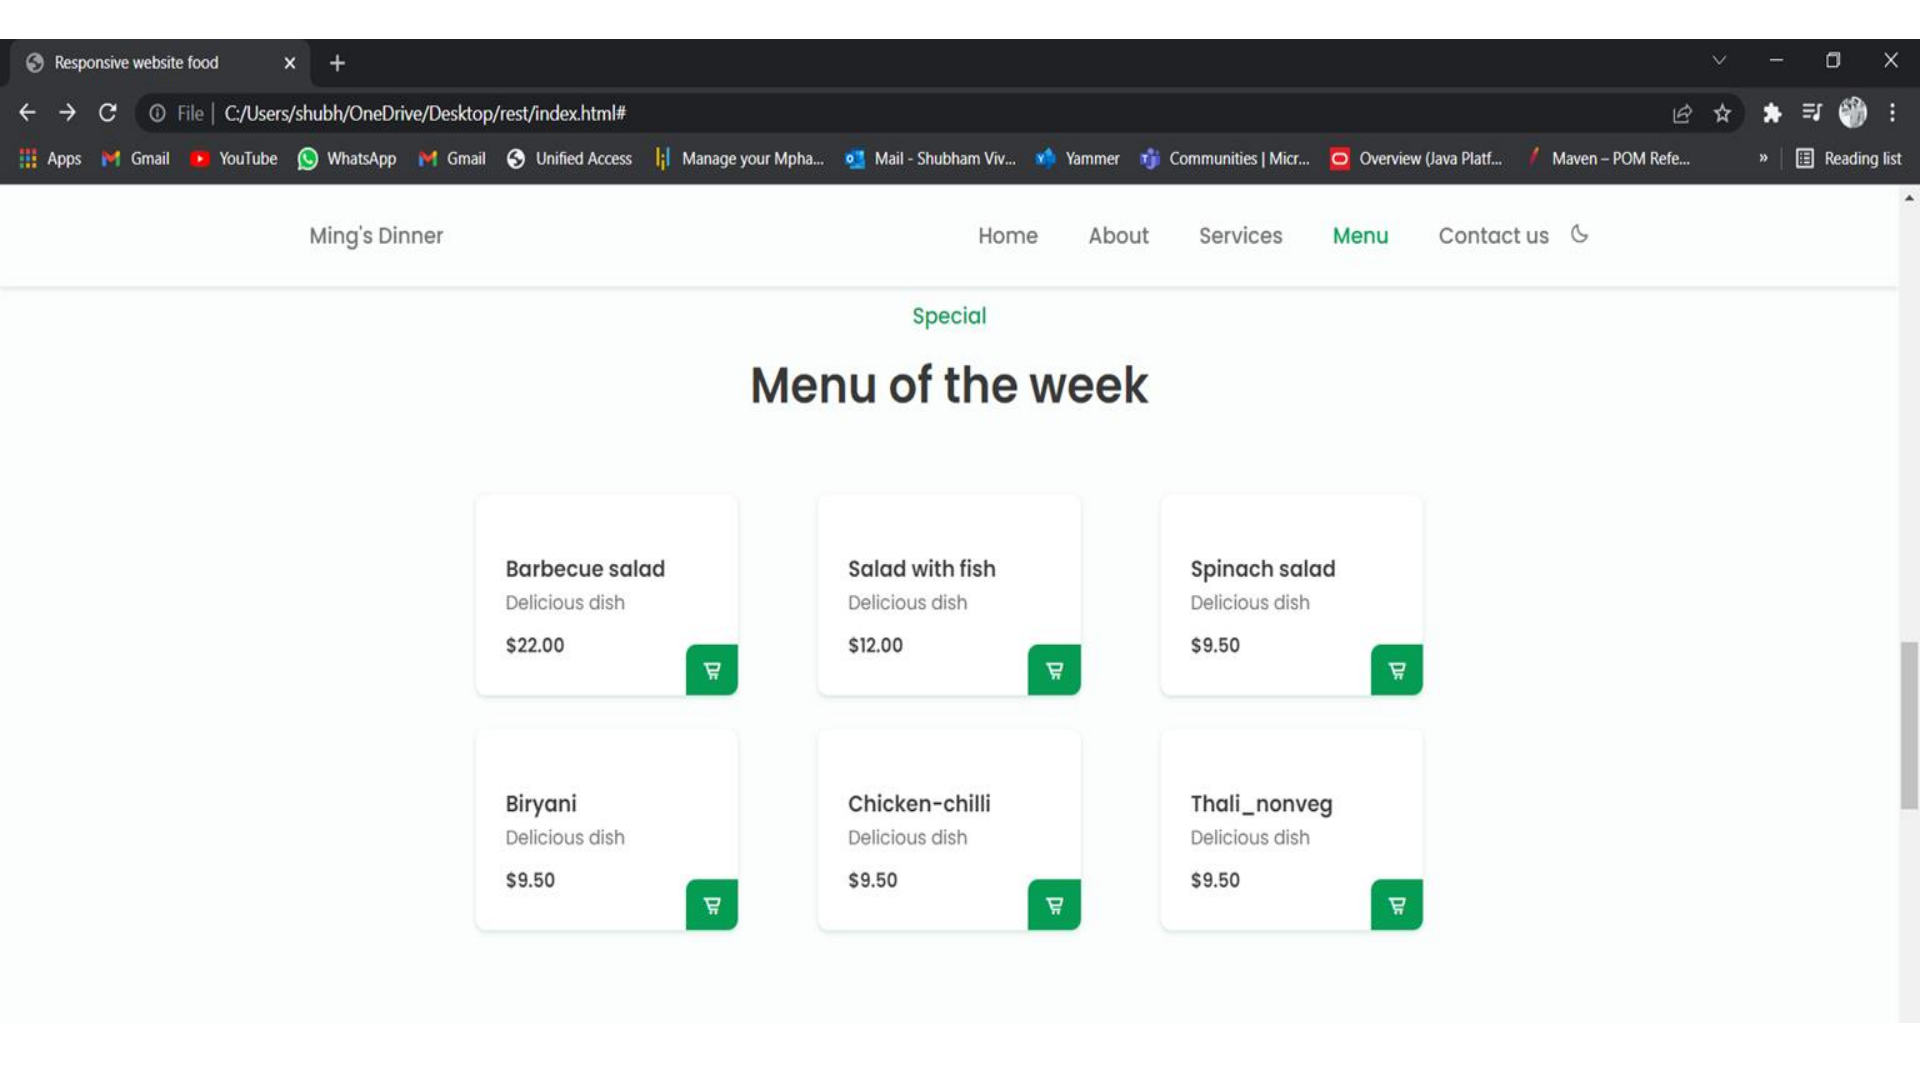 Responsive website food
File | C:/Users/shubh/OneDrive/Desktop/rest/index.html#
Apps Gmail YouTube WhatsApp Gmail Unified Access Manage your Mpha... Mail - Shubham Viv... Yammer Communities | Micr... Overview (Java Platf... Maven – POM Refe... » Reading list
Ming's Dinner Home About Services Menu Contact us
Special
Menu of the week
Barbecue salad Salad with fish Spinach salad
Delicious dish Delicious dish Delicious dish
$22.00 $12.00 $9.50
Biryani Chicken-chilli Thali_nonveg
Delicious dish Delicious dish Delicious dish
$9.50 $9.50 $9.50